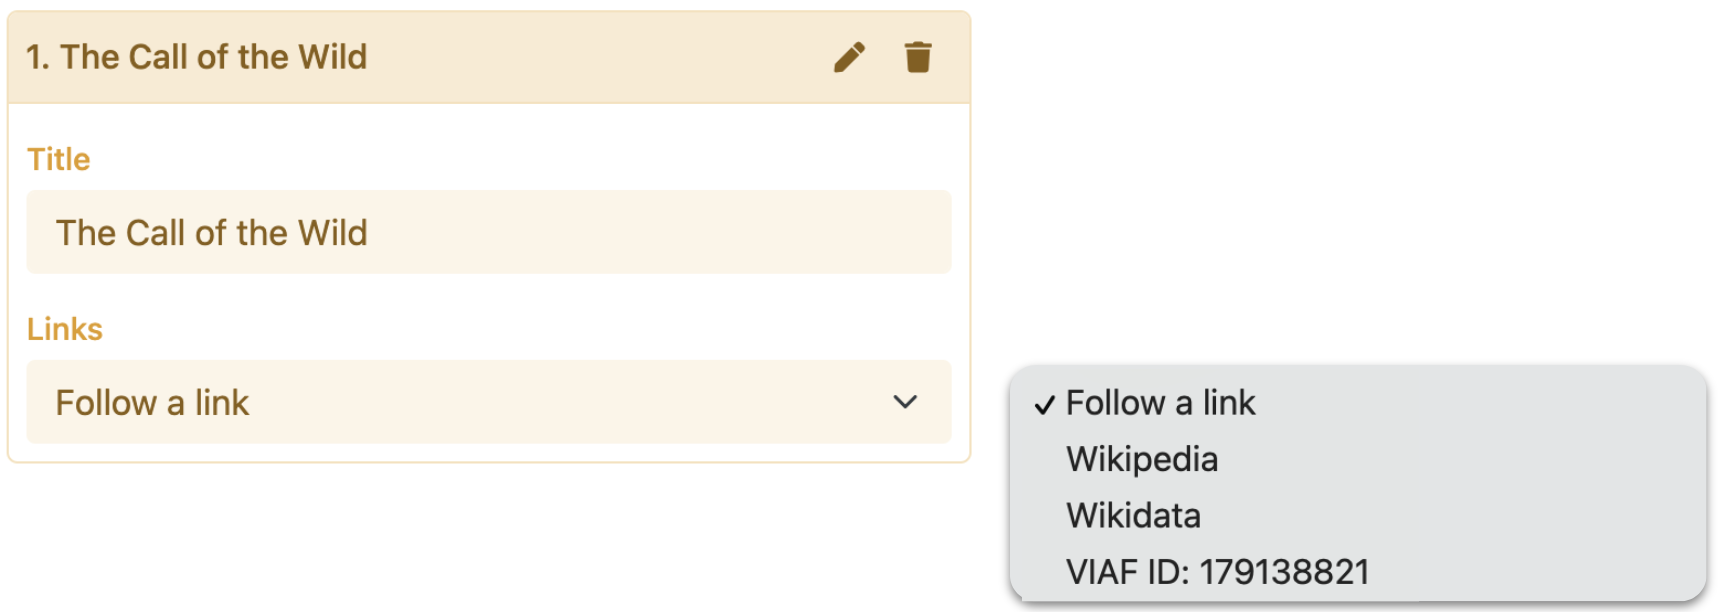 1. The Call of the Wild
Title
The Call of the Wild
Links
Follow a link
Follow a link
Wikipedia
Wikidata
VIAF ID: 179138821